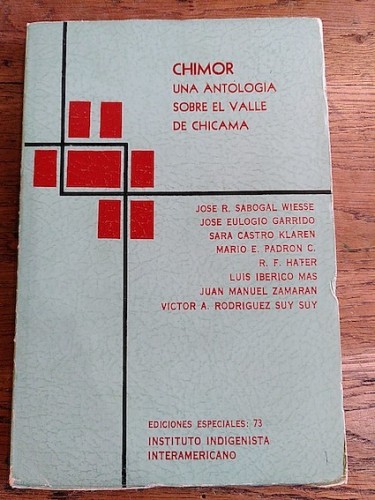 CHIMOR
UNA ANTOLOGIA
SOBRE EL VALLE
DE CHICAMA
JOSE R. SABOGAL WIESSE
JOSE EULOGIO GARRIDO
SARA CASTRO KLAREN
MARIO E. PADRON C.
R. F. HAFER
LUIS IBERICO MAS
JUAN MANUEL ZAMARAN
VICTOR A. RODRIGUEZ SUY SUY
EDICIONES ESPECIALES: 73
INSTITUTO INDIGENISTA
INTERAMERICANO